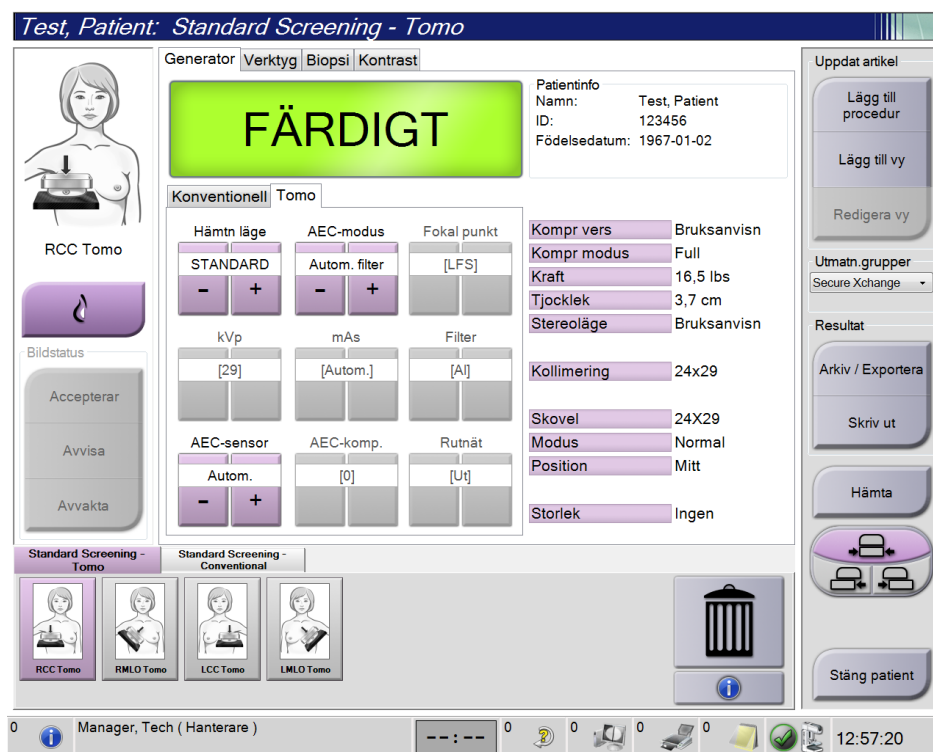 Test, Patient: Standard Screening - Tomo
Generator Verktyg Biopsi Kontrast
FÄRDIGT
Patientinfo
Namn: Test, Patient
ID: 123456
Födelsedatum: 1967-01-02
RCC Tomo
Bildstatus
Accepterar
Avvisa
Avvakta
Konventionell Tomo
Hämtn läge AEC-modus Fokal punkt
STANDARD Autom. filter [LFS]
- + - +
kVp mAs Filter
[29] [Autom.] [Al]
AEC-sensor AEC-komp. Rutnät
Autom. [0] [Ut]
- +
Kompr vers Bruksanvisn
Kompr modus Full
Kraft 16,5 lbs
Tjocklek 3,7 cm
Stereoläge Bruksanvisn
Kollimering 24x29
Skovel 24X29
Modus Normal
Position Mitt
Storlek Ingen
Uppdat artikel
Lägg till
procedur
Lägg till vy
Redigera vy
Utmatn.grupper
Secure Xchange
Resultat
Arkiv / Exportera
Skriv ut
Hämta
Stäng patient
Standard Screening -
Tomo
Standard Screening -
Conventional
RCC Tomo RMLO Tomo LCC Tomo LMLO Tomo
0 Manager, Tech ( Hanterare ) --:-- 0 0 0 0 12:57:20